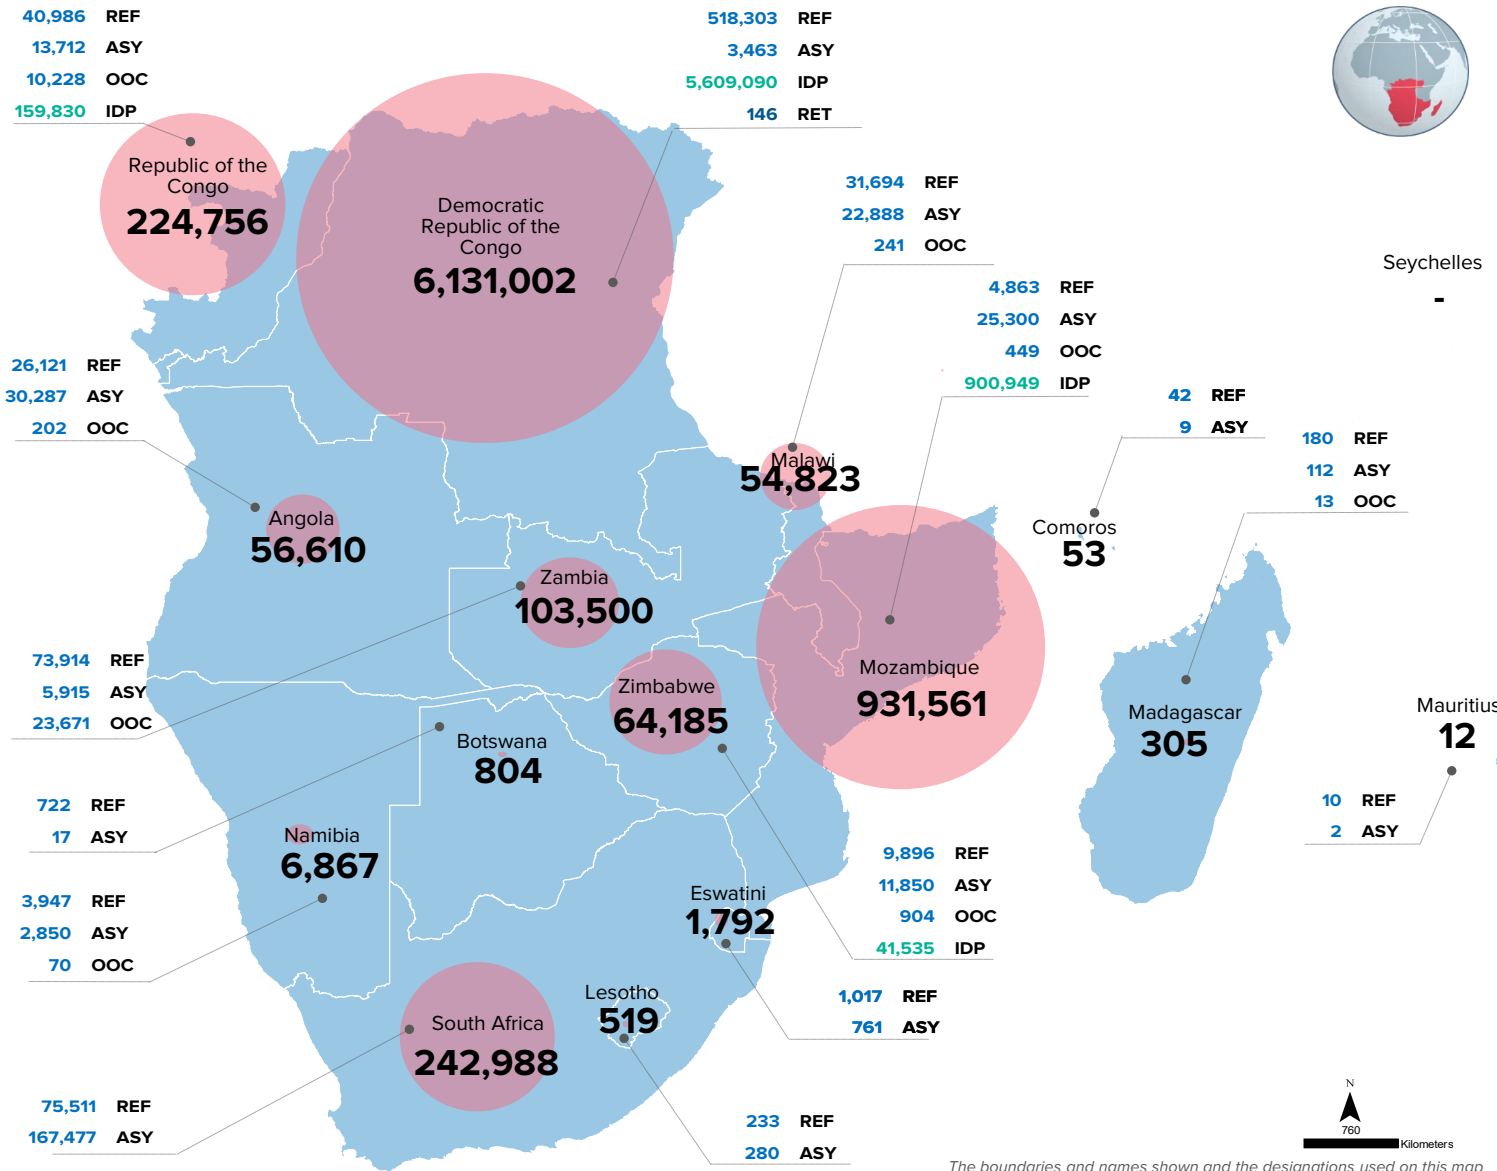 40,986 REF
13,712 ASY
10,228 OOC
159,830 IDP
518,303 REF
3,463 ASY
5,609,090 IDP
146 RET
Republic of the
Congo
224,756
Democratic
Republic of the
Congo
6,131,002
31,694 REF
22,888 ASY
241 OOC
Seychelles
-
4,863 REF
25,300 ASY
449 OOC
900,949 IDP
26,121 REF
30,287 ASY
202 OOC
42 REF
9 ASY
180 REF
112 ASY
13 OOC
Malawi
54,823
Angola
56,610
Comoros
53
Zambia
103,500
73,914 REF
5,915 ASY
23,671 OOC
Zimbabwe
64,185
Mozambique
931,561
Madagascar
305
Mauritius
12
Botswana
804
722 REF
17 ASY
10 REF
2 ASY
Namibia
6,867
9,896 REF
11,850 ASY
904 OOC
41,535 IDP
Eswatini
1,792
3,947 REF
2,850 ASY
70 OOC
1,017 REF
761 ASY
Lesotho
519
South Africa
242,988
75,511 REF
167,477 ASY
233 REF
280 ASY
N
760
Kilometers
The boundaries and names shown and the designations used on this map